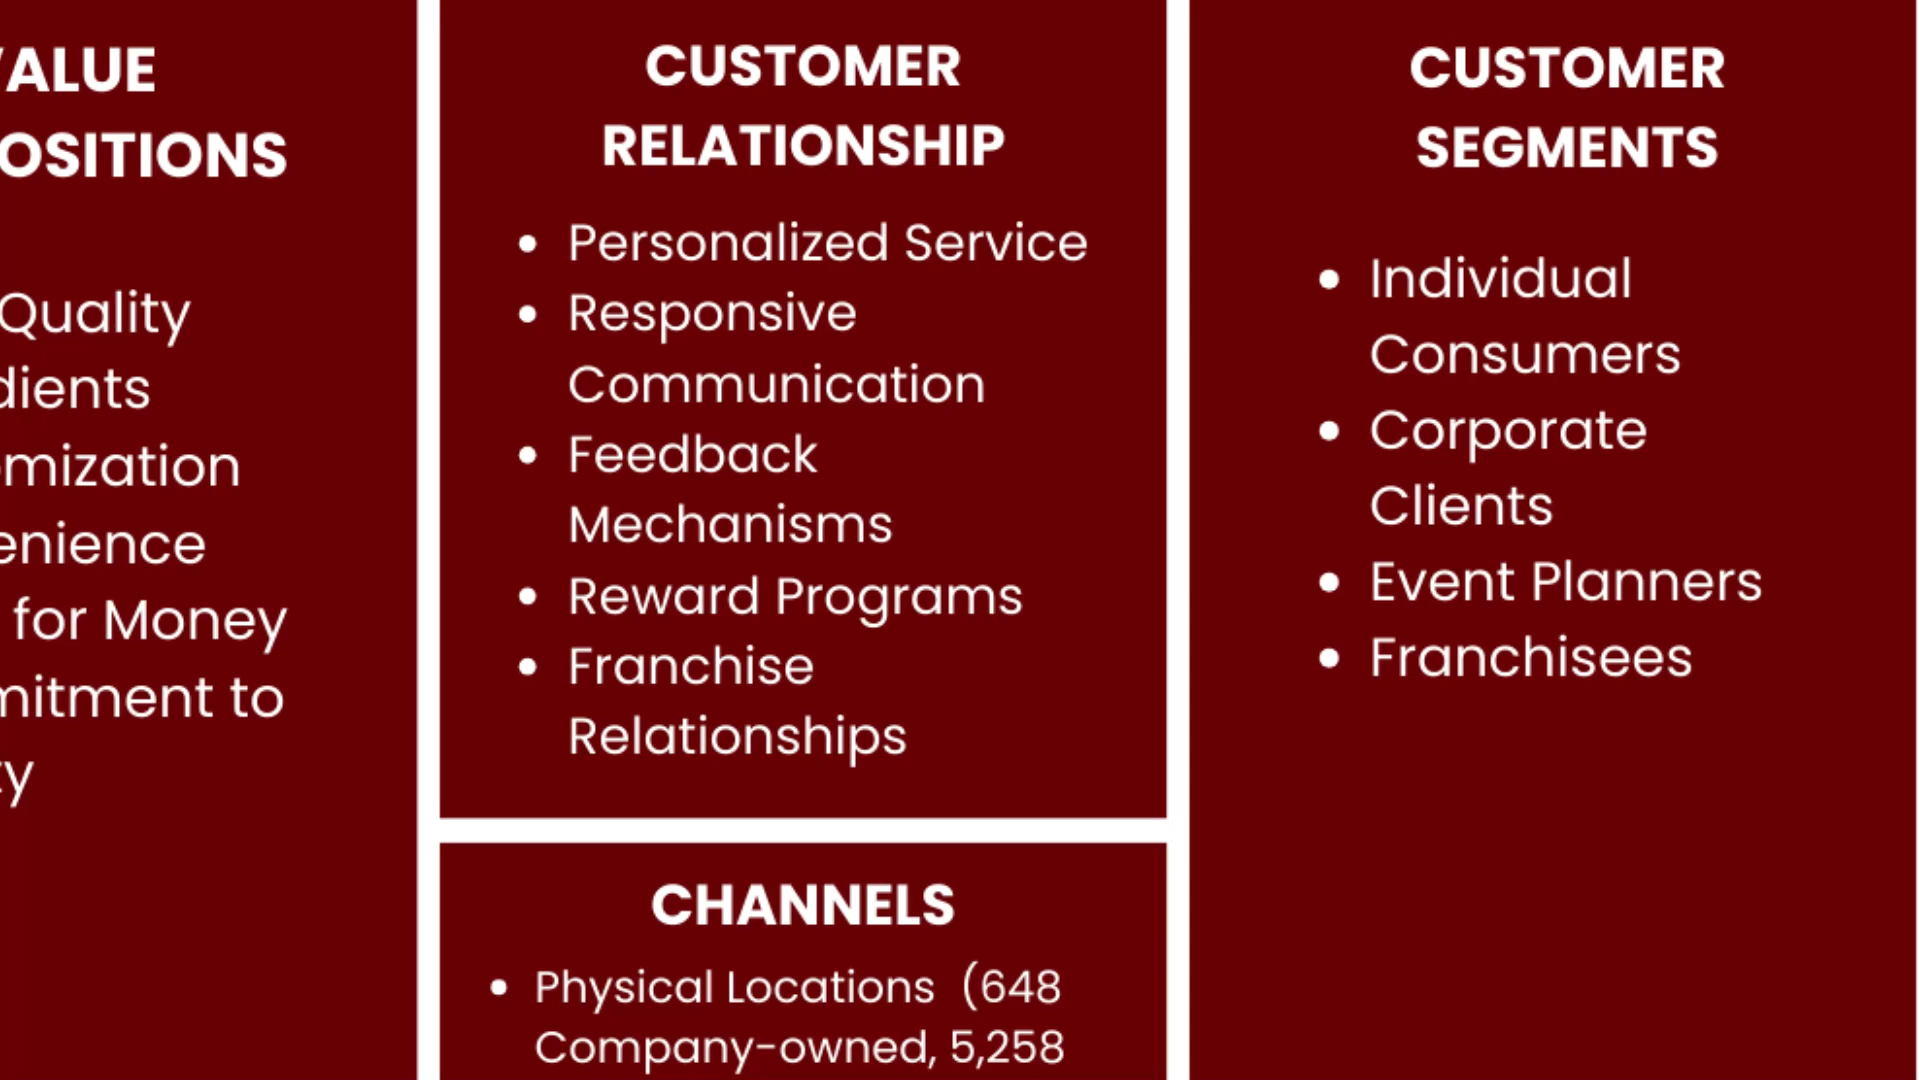 VALUE
OSITIONS
Quality
dients
mization
enience
for Money
mitment to
ty
CUSTOMER
RELATIONSHIP
• Personalized Service
• Responsive
Communication
• Feedback
Mechanisms
• Reward Programs
• Franchise
Relationships
CHANNELS
• Physical Locations (648
Company-owned, 5,258
CUSTOMER
SEGMENTS
• Individual
Consumers
• Corporate
Clients
• Event Planners
• Franchisees